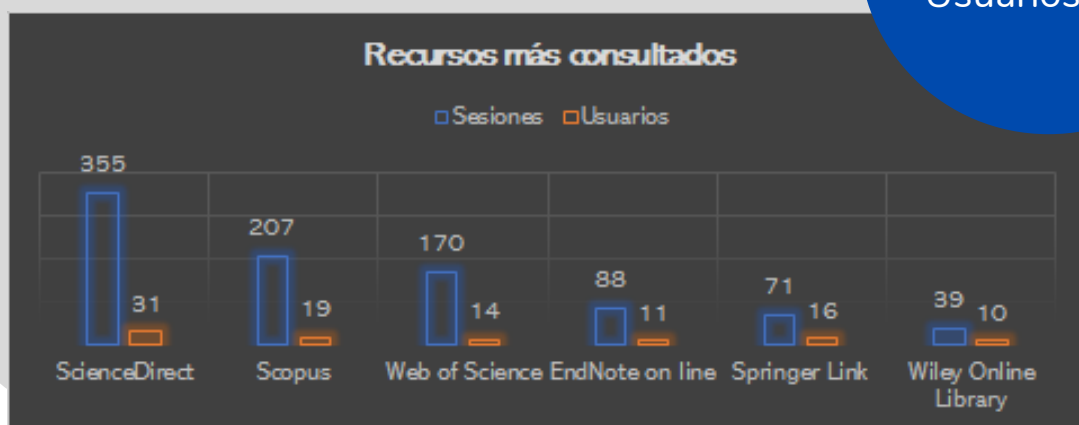 Usuarios
Recursos más consultados
Sesiones Usuarios
355
31
207
19
170
14
88
11
71
16
39
10
ScienceDirect
Scopus
Web of Science
EndNote on line
Springer Link
Wiley Online
Library